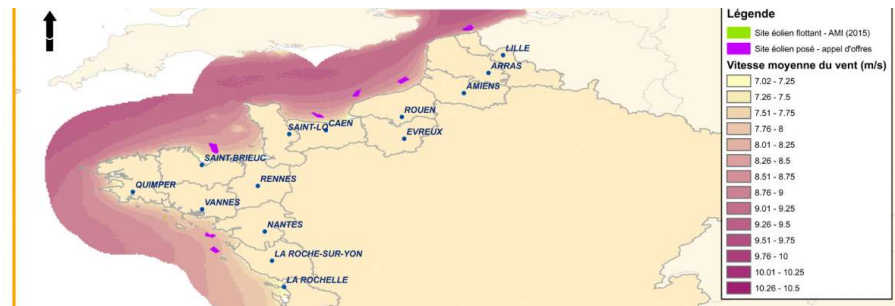 Légende
Site éolien flottant - AMI (2015)
Site éolien posé - appel d'offres
Vitesse moyenne du vent (m/s)
7.02 - 7.25
7.26 - 7.5
7.51 - 7.75
7.76 - 8
8.01 - 8.25
8.26 - 8.5
8.51 - 8.75
8.76 - 9
9.01 - 9.25
9.26 - 9.5
9.51 - 9.75
9.76 - 10
10.01 - 10.25
10.26 - 10.5
LILLE
ARRAS
AMIENS
ROUEN
CAEN
SAINT-LO
EVREUX
SAINT-BRIEUC
QUIMPER
RENNES
VANNES
NANTES
LA ROCHE-SUR-YON
LA ROCHELLE